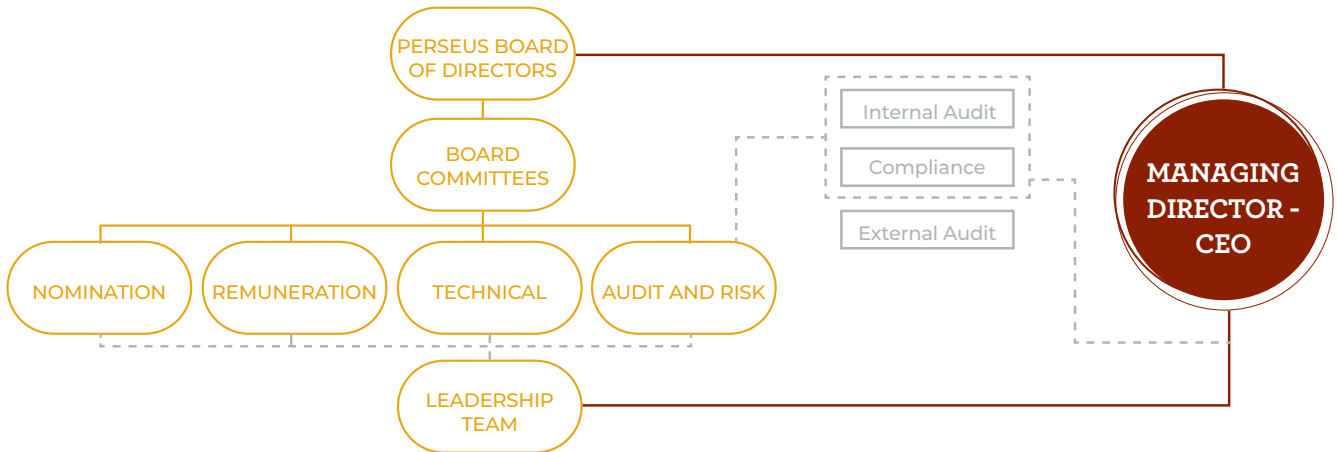 PERSEUS BOARD
OF DIRECTORS
BOARD
COMMITTEES
NOMINATION
REMUNERATION
TECHNICAL
AUDIT AND RISK
LEADERSHIP
TEAM
Internal Audit
Compliance
External Audit
MANAGING
DIRECTOR -
CEO